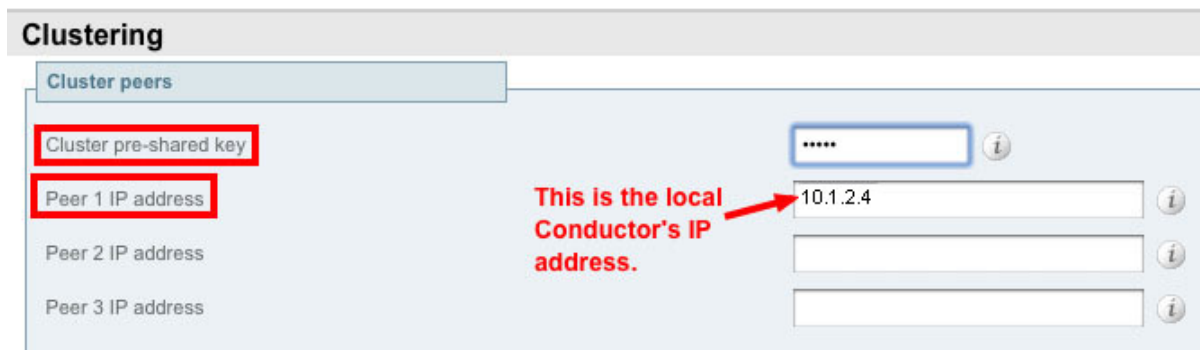 Clustering
Cluster peers
Cluster pre-shared key
•••••
i
Peer 1 IP address
This is the local
Conductor's IP
address.
10.1.2.4
i
Peer 2 IP address
i
Peer 3 IP address
i